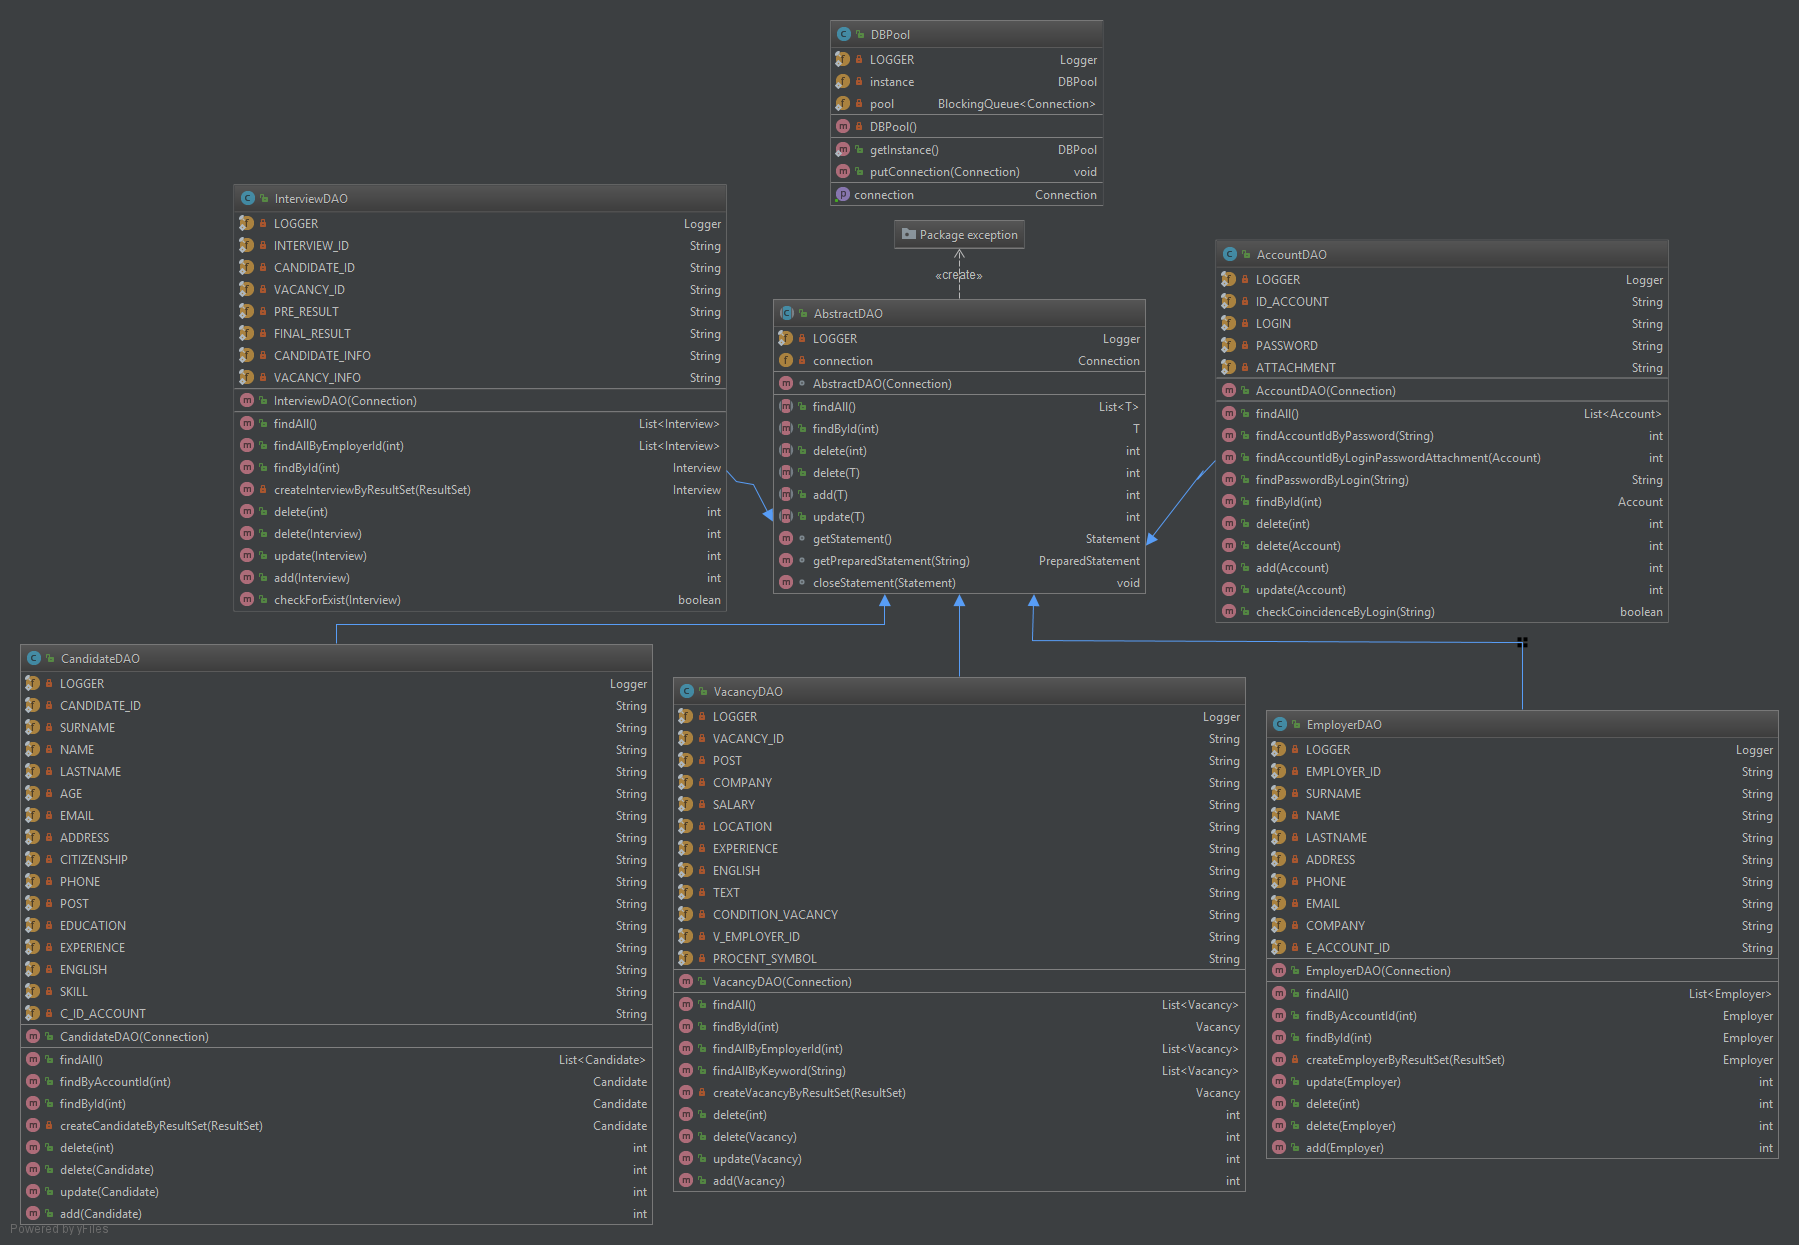 DBPool
LOGGER Logger
instance DBPool
pool BlockingQueue<Connection>
DBPool()
getInstance() DBPool
putConnection(Connection) void
connection Connection
Package exception
«create»
InterviewDAO
LOGGER Logger
INTERVIEW_ID String
CANDIDATE_ID String
VACANCY_ID String
PRE_RESULT String
FINAL_RESULT String
CANDIDATE_INFO String
VACANCY_INFO String
InterviewDAO(Connection)
findAll() List<Interview>
findAllByEmployerId(int) List<Interview>
findById(int) Interview
createInterviewByResultSet(ResultSet) Interview
delete(int) int
delete(Interview) int
update(Interview) int
add(Interview) int
checkForExist(Interview) boolean
AbstractDAO
LOGGER Logger
connection Connection
AbstractDAO(Connection)
findAll() List<T>
findById(int) T
delete(int) int
delete(T) int
add(T) int
update(T) int
getStatement() Statement
getPreparedStatement(String) PreparedStatement
closeStatement(Statement) void
AccountDAO
LOGGER Logger
ID_ACCOUNT String
LOGIN String
PASSWORD String
ATTACHMENT String
AccountDAO(Connection)
findAll() List<Account>
findAccountIdByPassword(String) int
findAccountIdByLoginPasswordAttachment(Account) int
findPasswordByLogin(String) String
findById(int) Account
delete(int) int
delete(Account) int
add(Account) int
update(Account) int
checkCoincidenceByLogin(String) boolean
CandidateDAO
LOGGER Logger
CANDIDATE_ID String
SURNAME String
NAME String
LASTNAME String
AGE String
EMAIL String
ADDRESS String
CITIZENSHIP String
PHONE String
POST String
EDUCATION String
EXPERIENCE String
ENGLISH String
SKILL String
C_ID_ACCOUNT String
CandidateDAO(Connection)
findAll() List<Candidate>
findByAccountId(int) Candidate
findById(int) Candidate
createCandidateByResultSet(ResultSet) Candidate
delete(int) int
delete(Candidate) int
update(Candidate) int
add(Candidate) int
VacancyDAO
LOGGER Logger
VACANCY_ID String
POST String
COMPANY String
SALARY String
LOCATION String
EXPERIENCE String
ENGLISH String
TEXT String
CONDITION_VACANCY String
V_EMPLOYER_ID String
PROCENT_SYMBOL String
VacancyDAO(Connection)
findAll() List<Vacancy>
findById(int) Vacancy
findAllByEmployerId(int) List<Vacancy>
findAllByKeyword(String) List<Vacancy>
createVacancyByResultSet(ResultSet) Vacancy
delete(int) int
delete(Vacancy) int
update(Vacancy) int
add(Vacancy) int
EmployerDAO
LOGGER Logger
EMPLOYER_ID String
SURNAME String
NAME String
LASTNAME String
ADDRESS String
PHONE String
EMAIL String
COMPANY String
E_ACCOUNT_ID String
EmployerDAO(Connection)
findAll() List<Employer>
findByAccountId(int) Employer
findById(int) Employer
createEmployerByResultSet(ResultSet) Employer
update(Employer) int
delete(int) int
delete(Employer) int
add(Employer) int
Powered by yFiles